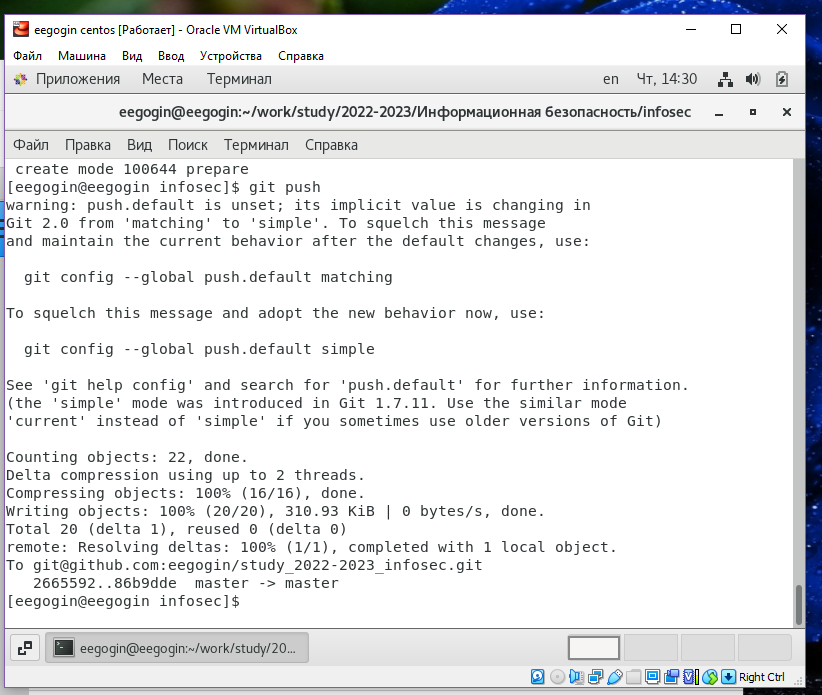 eegogin centos [Работает] - Oracle VM VirtualBox
Файл Машина Вид Ввод Устройства Справка
Приложения Места Терминал en Чт, 14:30
eegogin@eegogin:~/work/study/2022-2023/Информационная безопасность/infosec
Файл Правка Вид Поиск Терминал Справка
create mode 100644 prepare
[eegogin@eegogin infosec]$ git push
warning: push.default is unset; its implicit value is changing in
Git 2.0 from 'matching' to 'simple'. To squelch this message
and maintain the current behavior after the default changes, use:
git config --global push.default matching
To squelch this message and adopt the new behavior now, use:
git config --global push.default simple
See 'git help config' and search for 'push.default' for further information.
(the 'simple' mode was introduced in Git 1.7.11. Use the similar mode
'current' instead of 'simple' if you sometimes use older versions of Git)
Counting objects: 22, done.
Delta compression using up to 2 threads.
Compressing objects: 100% (16/16), done.
Writing objects: 100% (20/20), 310.93 KiB | 0 bytes/s, done.
Total 20 (delta 1), reused 0 (delta 0)
remote: Resolving deltas: 100% (1/1), completed with 1 local object.
To git@github.com:eegogin/study_2022-2023_infosec.git
2665592..86b9dde master -> master
[eegogin@eegogin infosec]$
eegogin@eegogin:~/work/study/20...
Right Ctrl